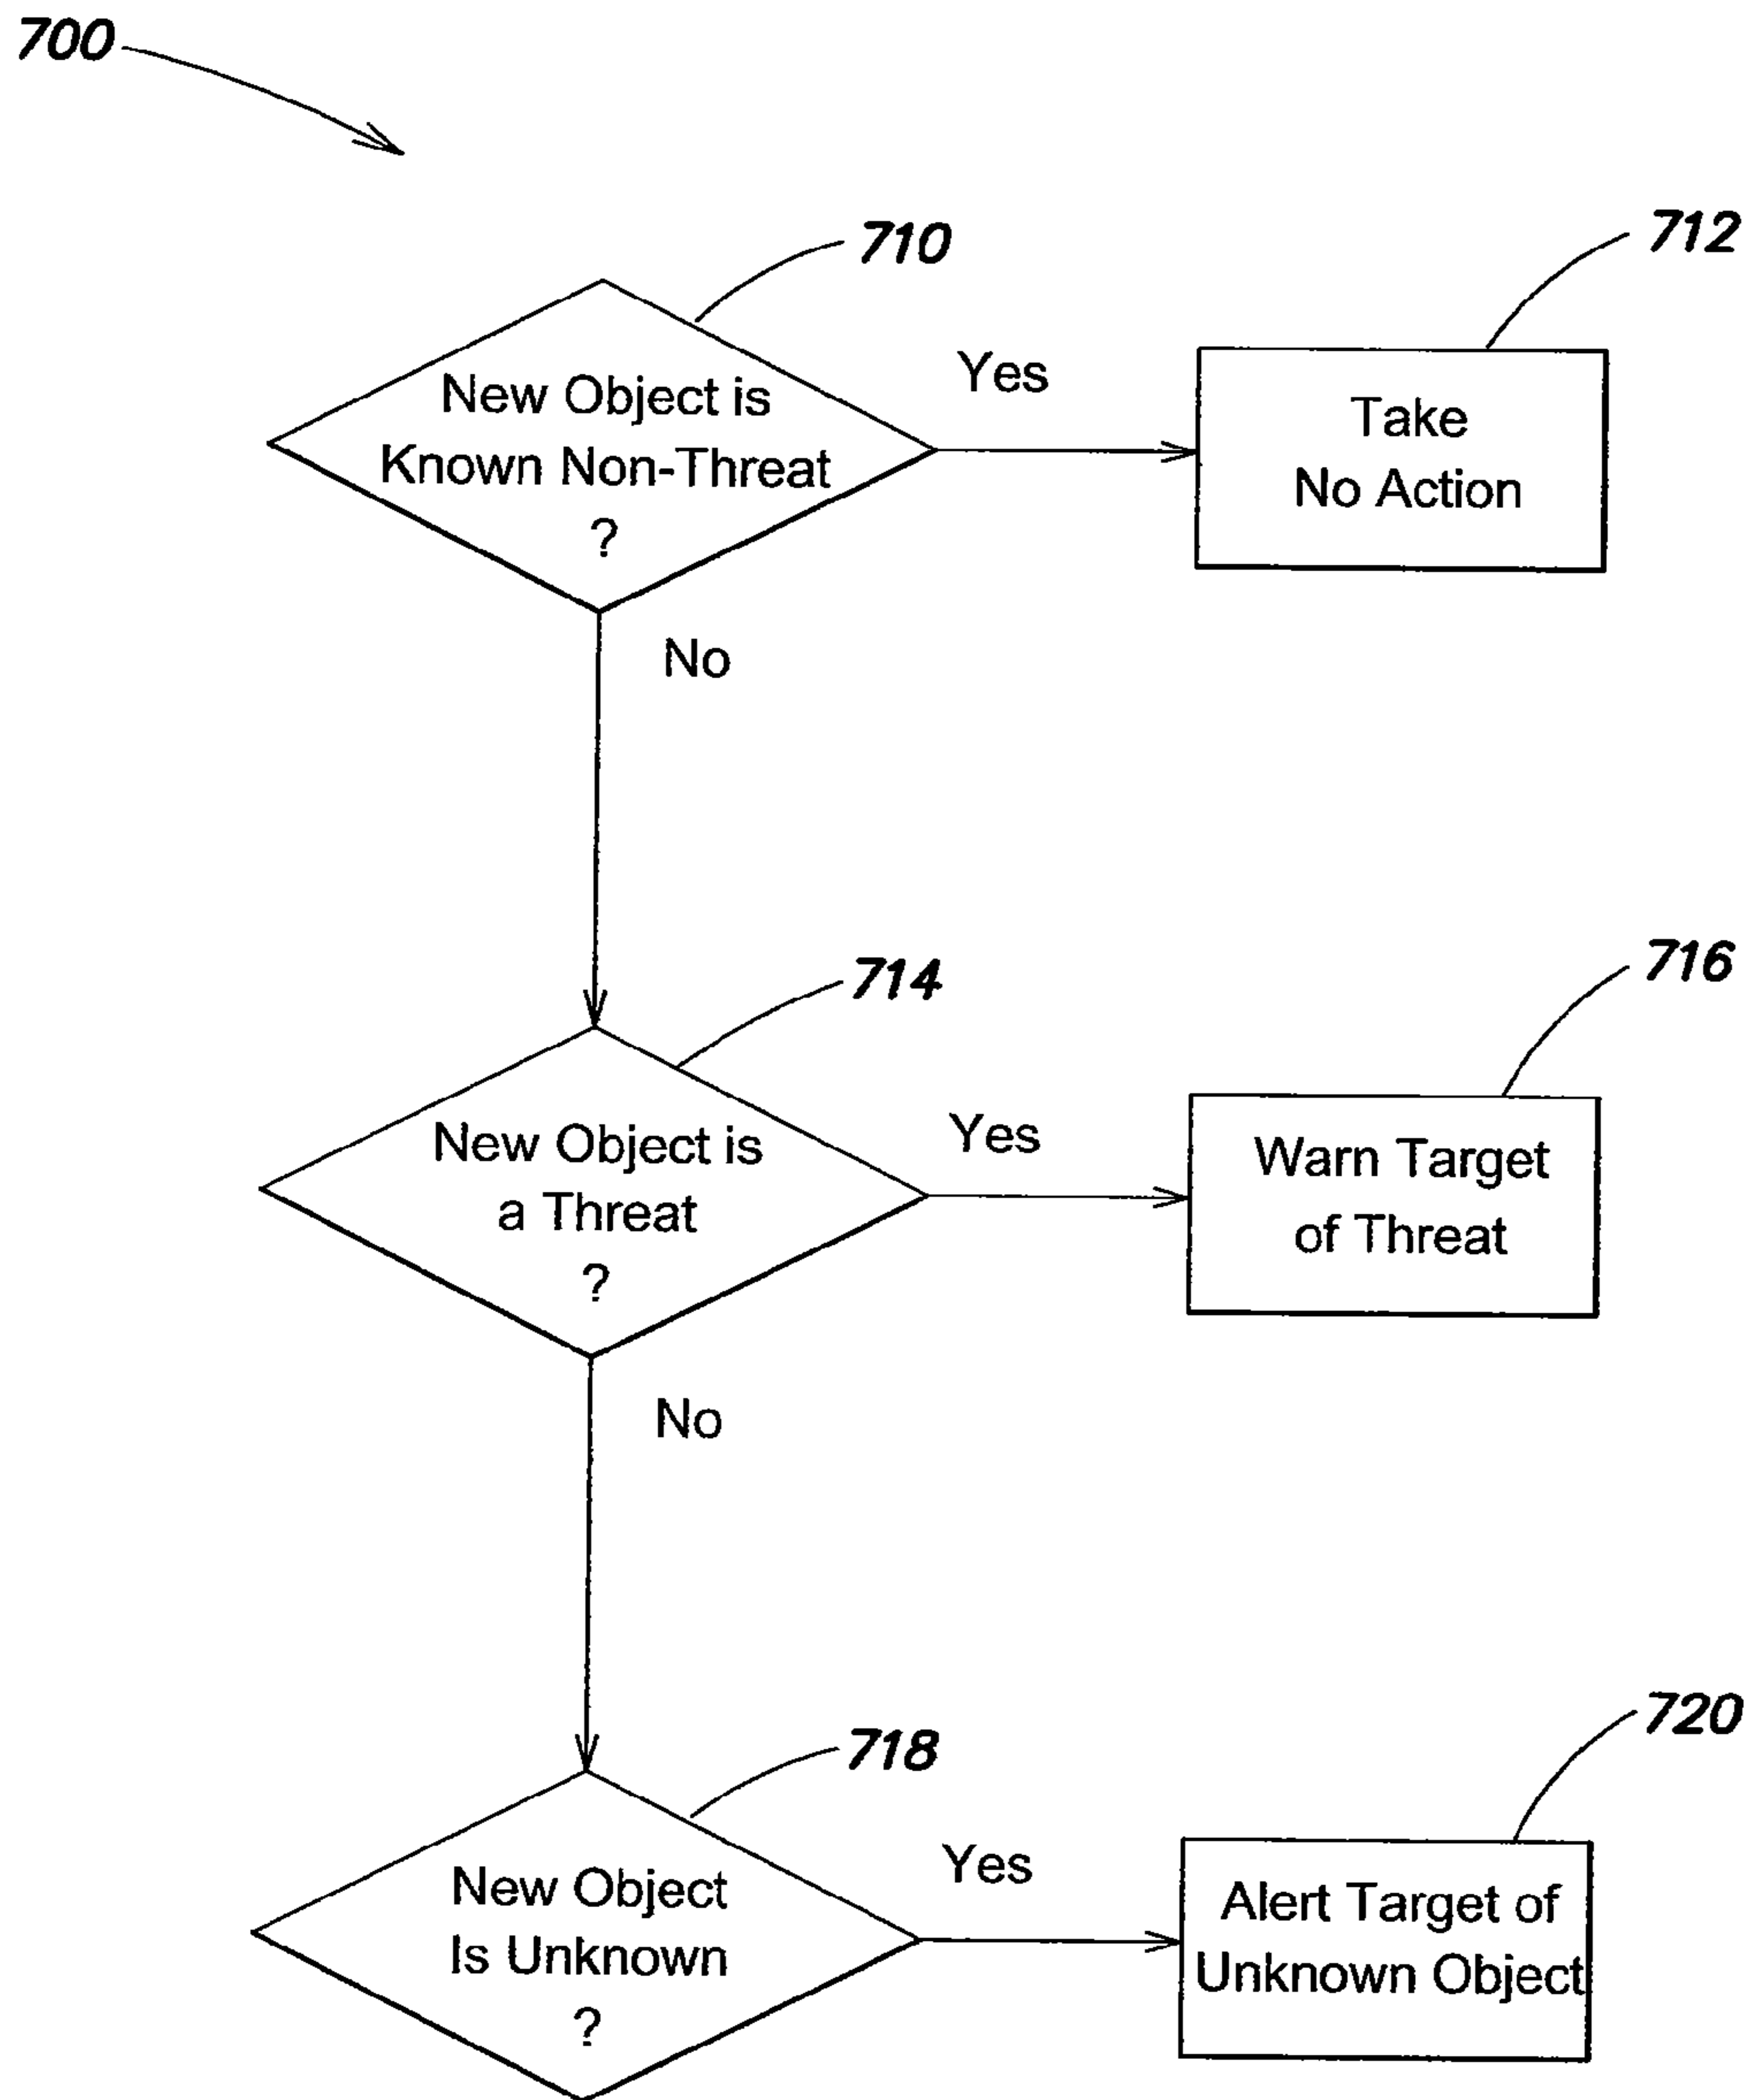 700
710
712
New Object is
Known Non-Threat
?
Yes
Take
No Action
No
714
716
New Object is
a Threat
?
Yes
Warn Target
of Threat
No
718
720
New Object
Is Unknown
?
Yes
Alert Target of
Unknown Object